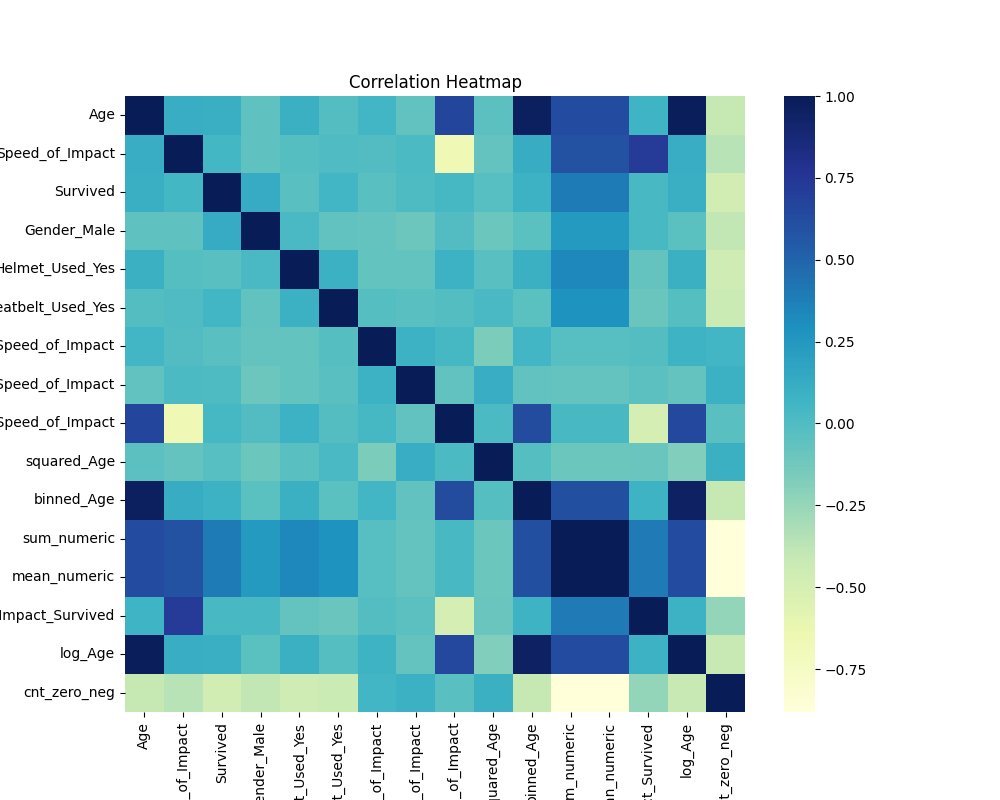 Correlation Heatmap
Age
Speed_of_Impact
Survived
Gender_Male
Helmet_Used_Yes
eatbelt_Used_Yes
Speed_of_Impact
Speed_of_Impact
Speed_of_Impact
squared_Age
binned_Age
sum_numeric
mean_numeric
Impact_Survived
log_Age
cnt_zero_neg
Age
_of_Impact
Survived
ender_Male
t_Used_Yes
t_Used_Yes
_of_Impact
_of_Impact
_of_Impact
quared_Age
binned_Age
m_numeric
an_numeric
ct_Survived
log_Age
t_zero_neg
1.00
0.75
0.50
0.25
0.00
−0.25
−0.50
−0.75